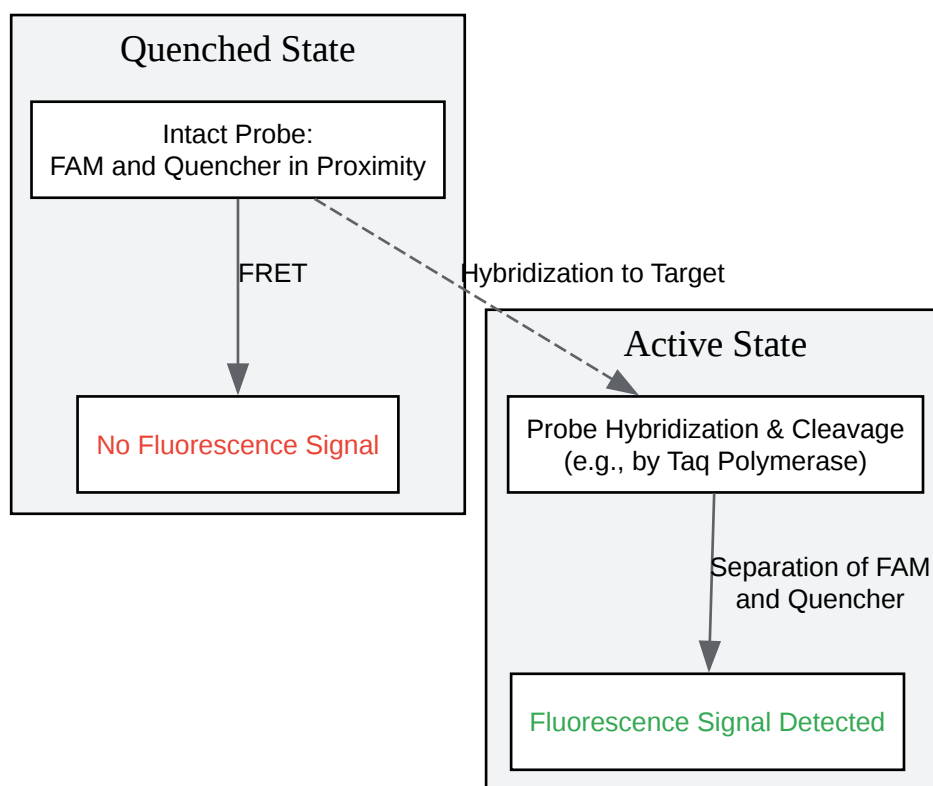 Quenched State
Intact Probe:
FAM and Quencher in Proximity
FRET
Hybridization to Target
No Fluorescence Signal
Active State
Probe Hybridization & Cleavage
(e.g., by Taq Polymerase)
Separation of FAM
and Quencher
Fluorescence Signal Detected